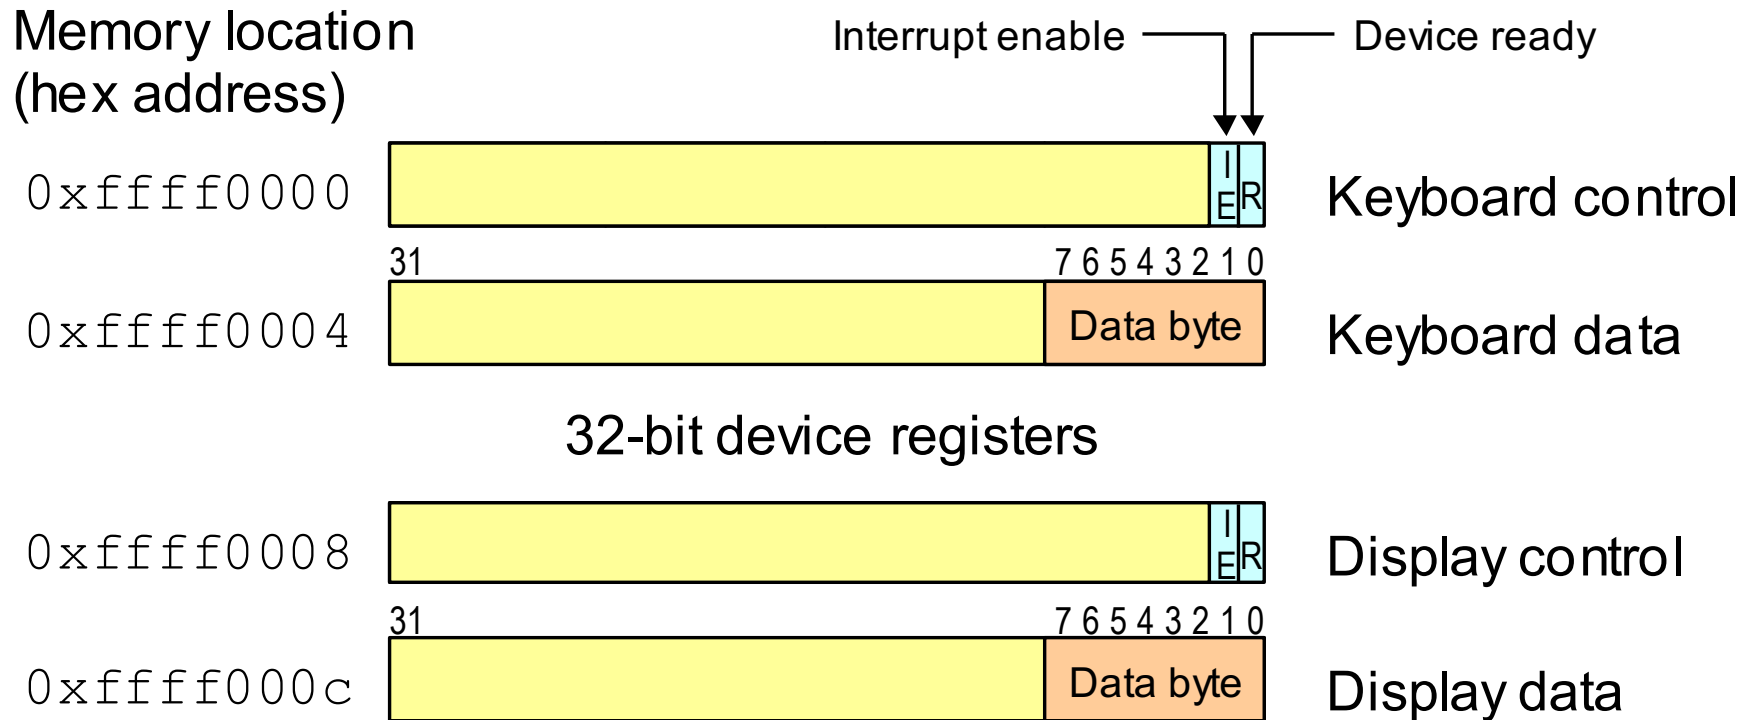 Memory location
(hex address)
Interrupt enable
Device ready
0xffff0000
I
E
R
Keyboard control
31
7 6 5 4 3 2 1 0
0xffff0004
Data byte
Keyboard data
32-bit device registers
0xffff0008
I
E
R
Display control
31
7 6 5 4 3 2 1 0
0xffff000c
Data byte
Display data